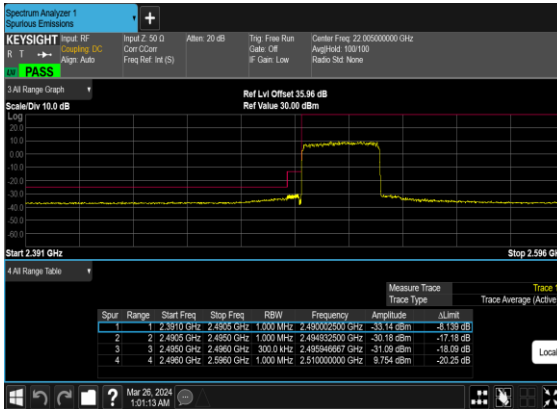 Spectrum Analyzer 1
Spurious Emissions
+
KEYSIGHT
R T
LXI PASS
Input: RF
Coupling: DC
Align: Auto
Input Z: 50 Ω
Corr CCorr
Freq Ref: Int (S)
Atten: 20 dB
Trig: Free Run
Gate: Off
IF Gain: Low
Center Freq: 22.005000000 GHz
Avg|Hold: 100/100
Radio Std: None
3 All Range Graph
Scale/Div 10.0 dB
Ref Lvl Offset 35.96 dB
Ref Value 30.00 dBm
Log
20.0
10.0
0.00
-10.0
-20.0
-30.0
-40.0
-50.0
-60.0
Start 2.391 GHz
Stop 2.596 GH
4 All Range Table
Measure Trace Trace 1
Trace Type Trace Average (Active
Spur Range Start Freq Stop Freq RBW Frequency Amplitude ΔLimit
1 1 2.3910 GHz 2.4905 GHz 1.000 MHz 2.490002500 GHz -33.14 dBm -8.139 dB
2 2 2.4905 GHz 2.4950 GHz 1.000 MHz 2.494932500 GHz -30.18 dBm -17.18 dB
3 3 2.4950 GHz 2.4960 GHz 300.0 kHz 2.495946667 GHz -31.09 dBm -18.09 dB
4 4 2.4960 GHz 2.5960 GHz 1.000 MHz 2.510000000 GHz 9.754 dBm -20.25 dB
Local
?
Mar 26, 2024
1:01:13 AM